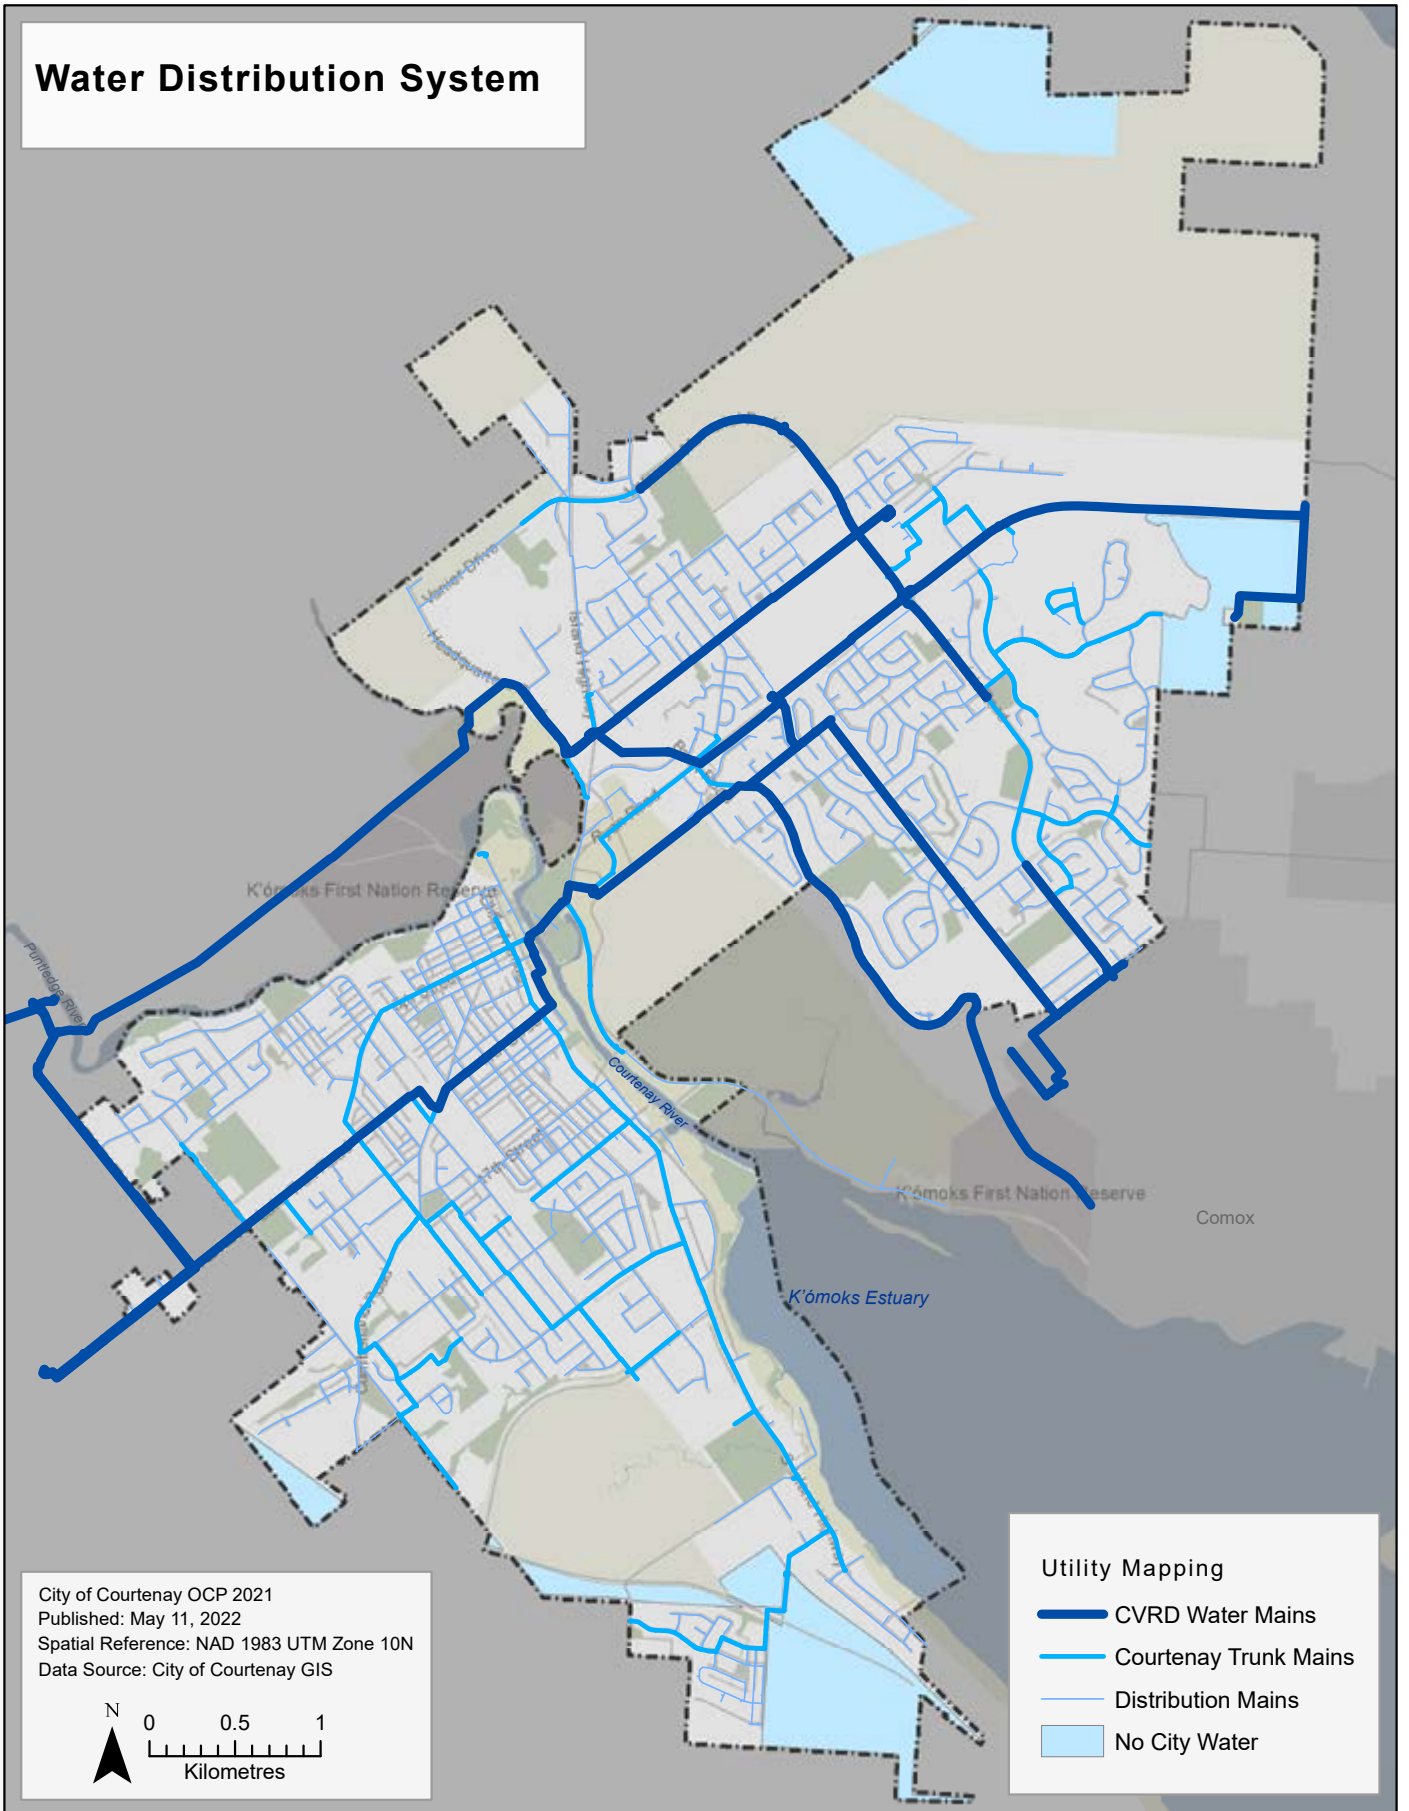 Water Distribution System
Vanier Drive
Island Highway
K'ómoks First Nation Reserve
Puntledge River
Courtenay River
17th Street
K'ómoks First Nation Reserve
Comox
K'ómoks Estuary
City of Courtenay OCP 2021
Published: May 11, 2022
Spatial Reference: NAD 1983 UTM Zone 10N
Data Source: City of Courtenay GIS
N
0 0.5 1
Kilometres
Utility Mapping
CVRD Water Mains
Courtenay Trunk Mains
Distribution Mains
No City Water